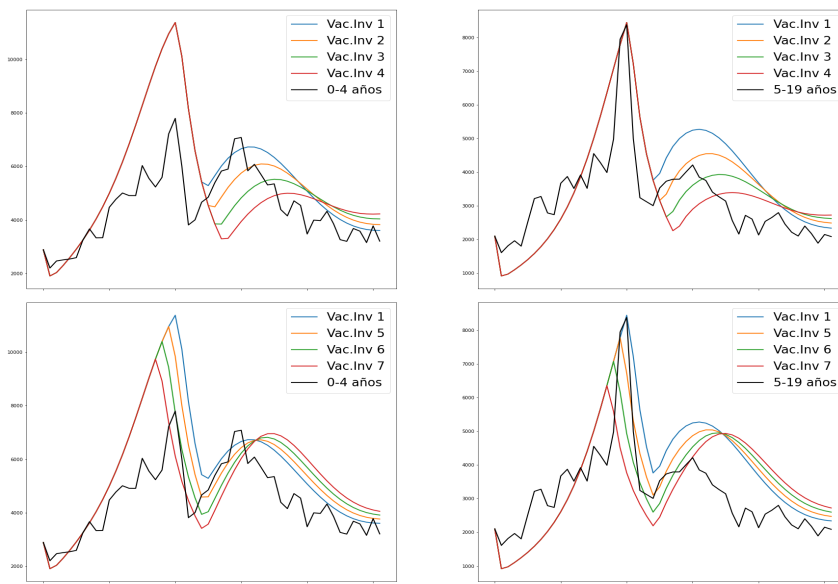 Vac.Inv 1
Vac.Inv 2
Vac.Inv 3
Vac.Inv 4
0-4 años
10000
8000
6000
4000
2000
Vac.Inv 1
Vac.Inv 2
Vac.Inv 3
Vac.Inv 4
5-19 años
8000
7000
6000
5000
4000
3000
2000
1000
Vac.Inv 1
Vac.Inv 5
Vac.Inv 6
Vac.Inv 7
0-4 años
10000
8000
6000
4000
2000
Vac.Inv 1
Vac.Inv 5
Vac.Inv 6
Vac.Inv 7
5-19 años
8000
7000
6000
5000
4000
3000
2000
1000